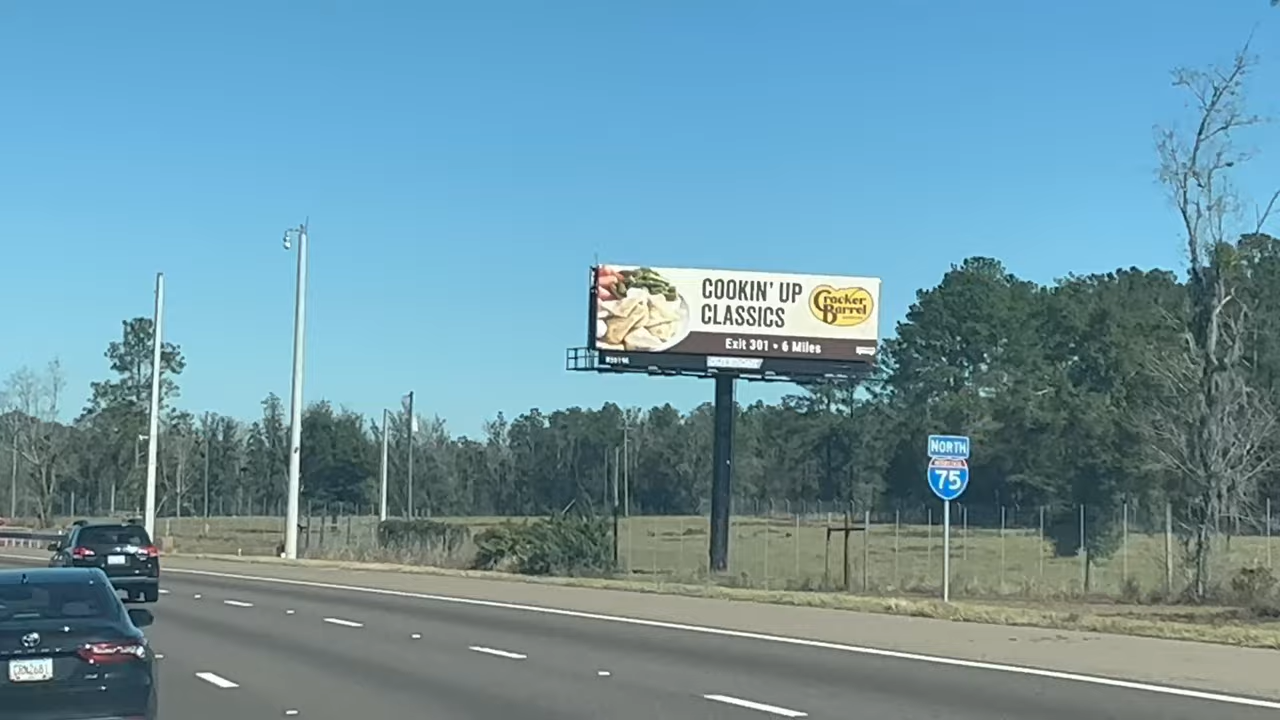 COOKIN' UP
CLASSICS
Cracker
Barrel
Exit 301 • 6 Miles
NORTH
75